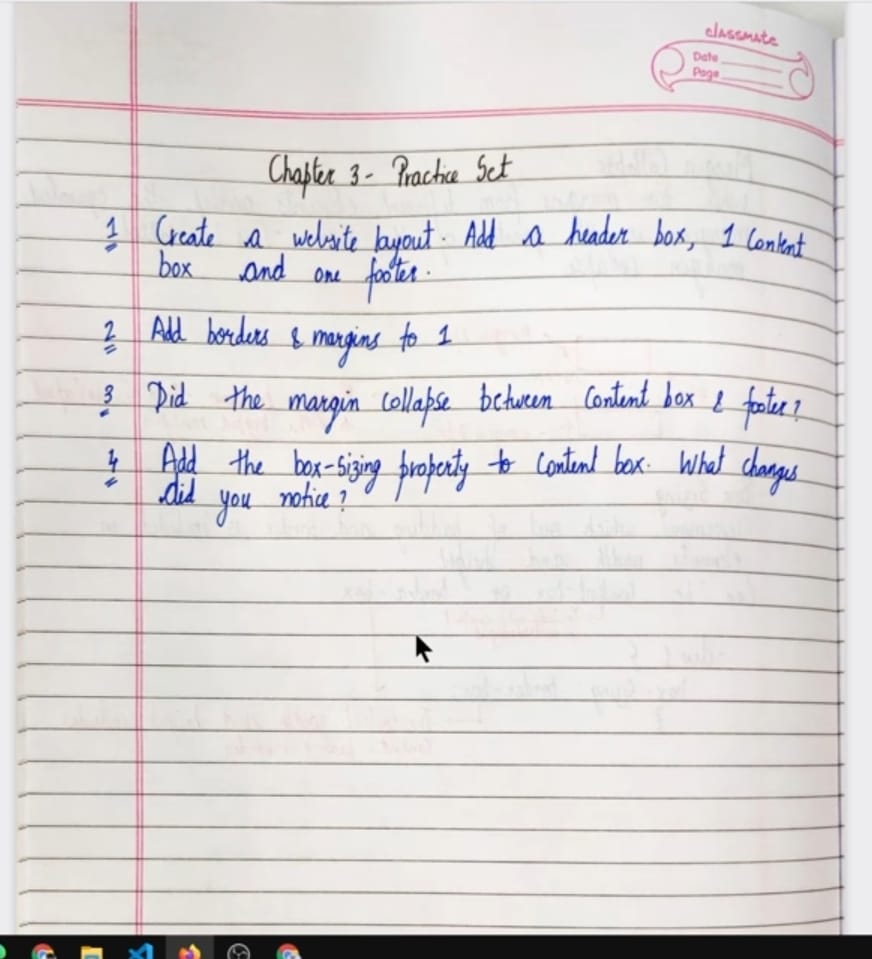 classmate
Date
Page
Chapter 3 - Practice Set
1 Create a website layout. Add a header box, 1 Content
box and one footer.
2 Add borders & margins to 1
3 Did the margin collapse between Content box & footer?
4 Add the box-sizing property to Content box. What changes
did you notice?